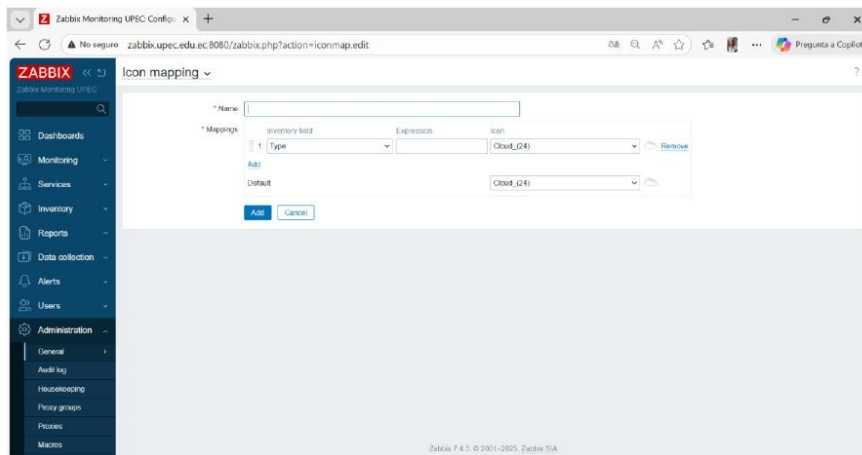 Zabbix Monitoring UPEC: Configu
No seguro zabbix.upec.edu.ec:8080/zabbix.php?action=iconmap.edit
Pregunta a Copilot
ZABBIX
Zabbix Monitoring UPEC
Icon mapping
?
* Name
* Mappings
Inventory field Expression Icon
1: Type Cloud_(24) Remove
Add
Default Cloud_(24)
Add Cancel
Dashboards
Monitoring
Services
Inventory
Reports
Data collection
Alerts
Users
Administration
General
Audit log
Housekeeping
Proxy groups
Proxies
Macros
Zabbix 7.4.3. © 2001–2025, Zabbix SIA